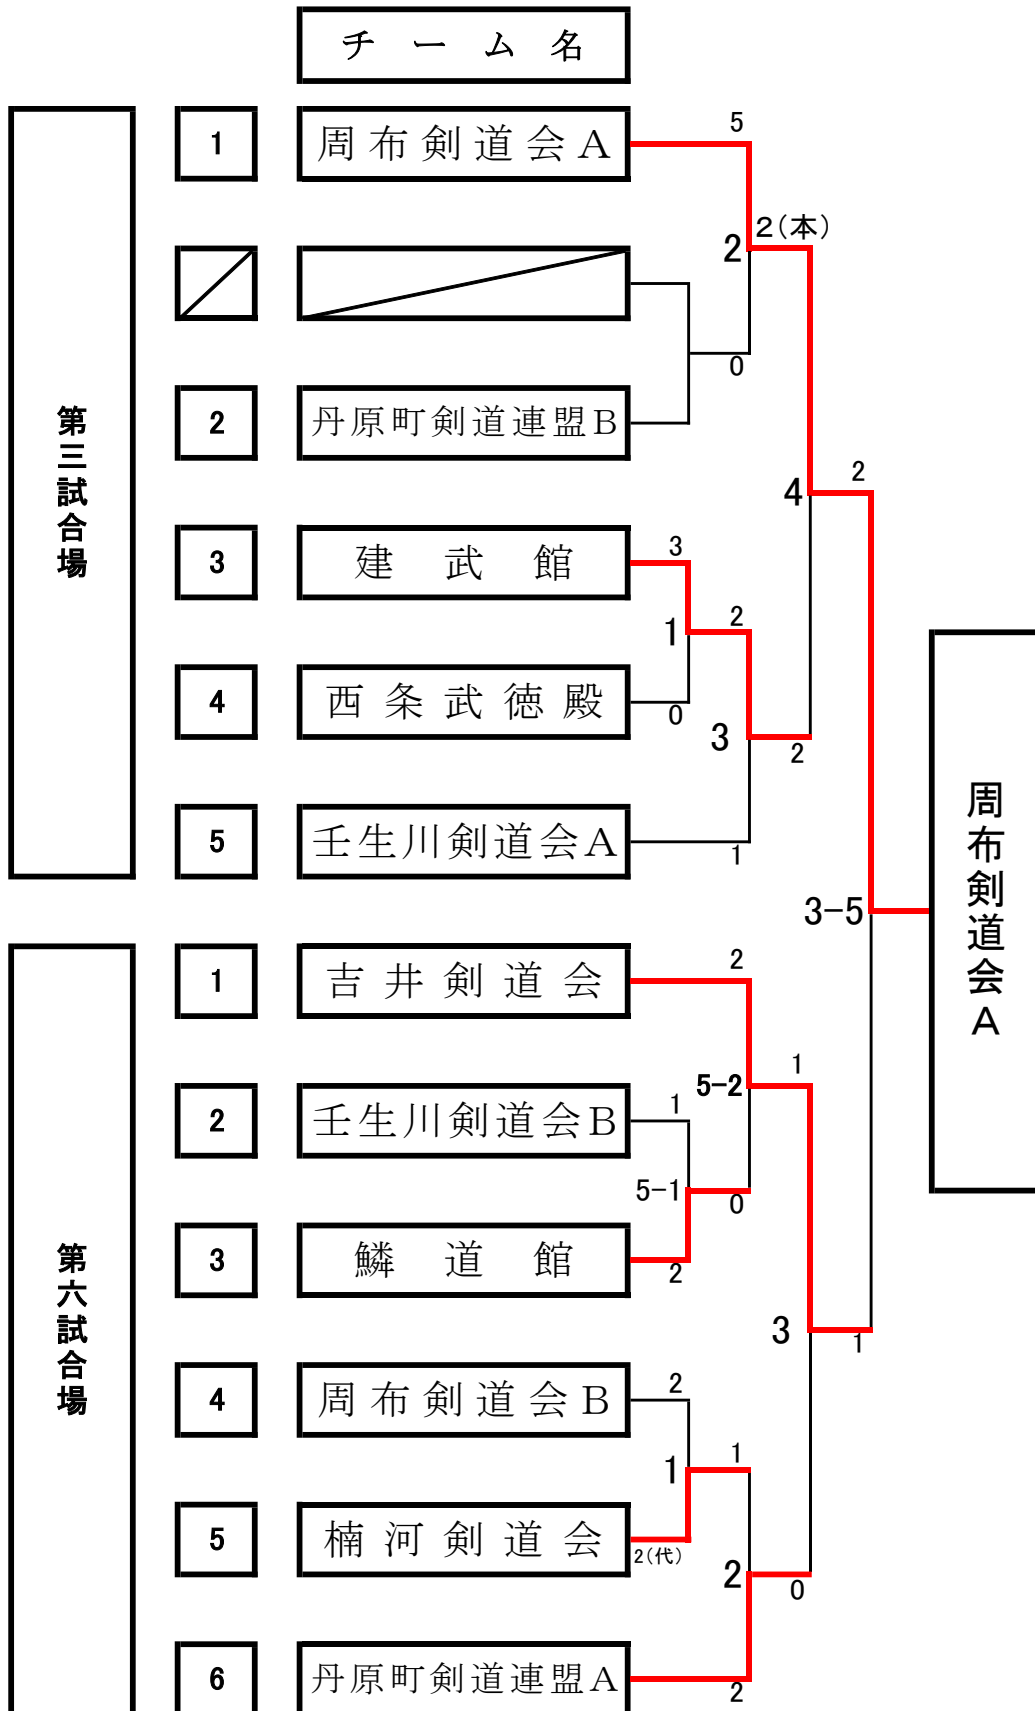 チーム名
第三試合場
1
周布剣道会A
5
2
2(本)
0
2
丹原町剣道連盟B
4
2
3
建武館
3
1
2
4
西条武徳殿
0
3
2
5
壬生川剣道会A
1
3-5
周布剣道会A
第六試合場
1
吉井剣道会
2
5-2
1
2
壬生川剣道会B
1
5-1
0
3
鱗道館
2
3
1
4
周布剣道会B
2
1
1
5
楠河剣道会
2(代)
2
0
6
丹原町剣道連盟A
2